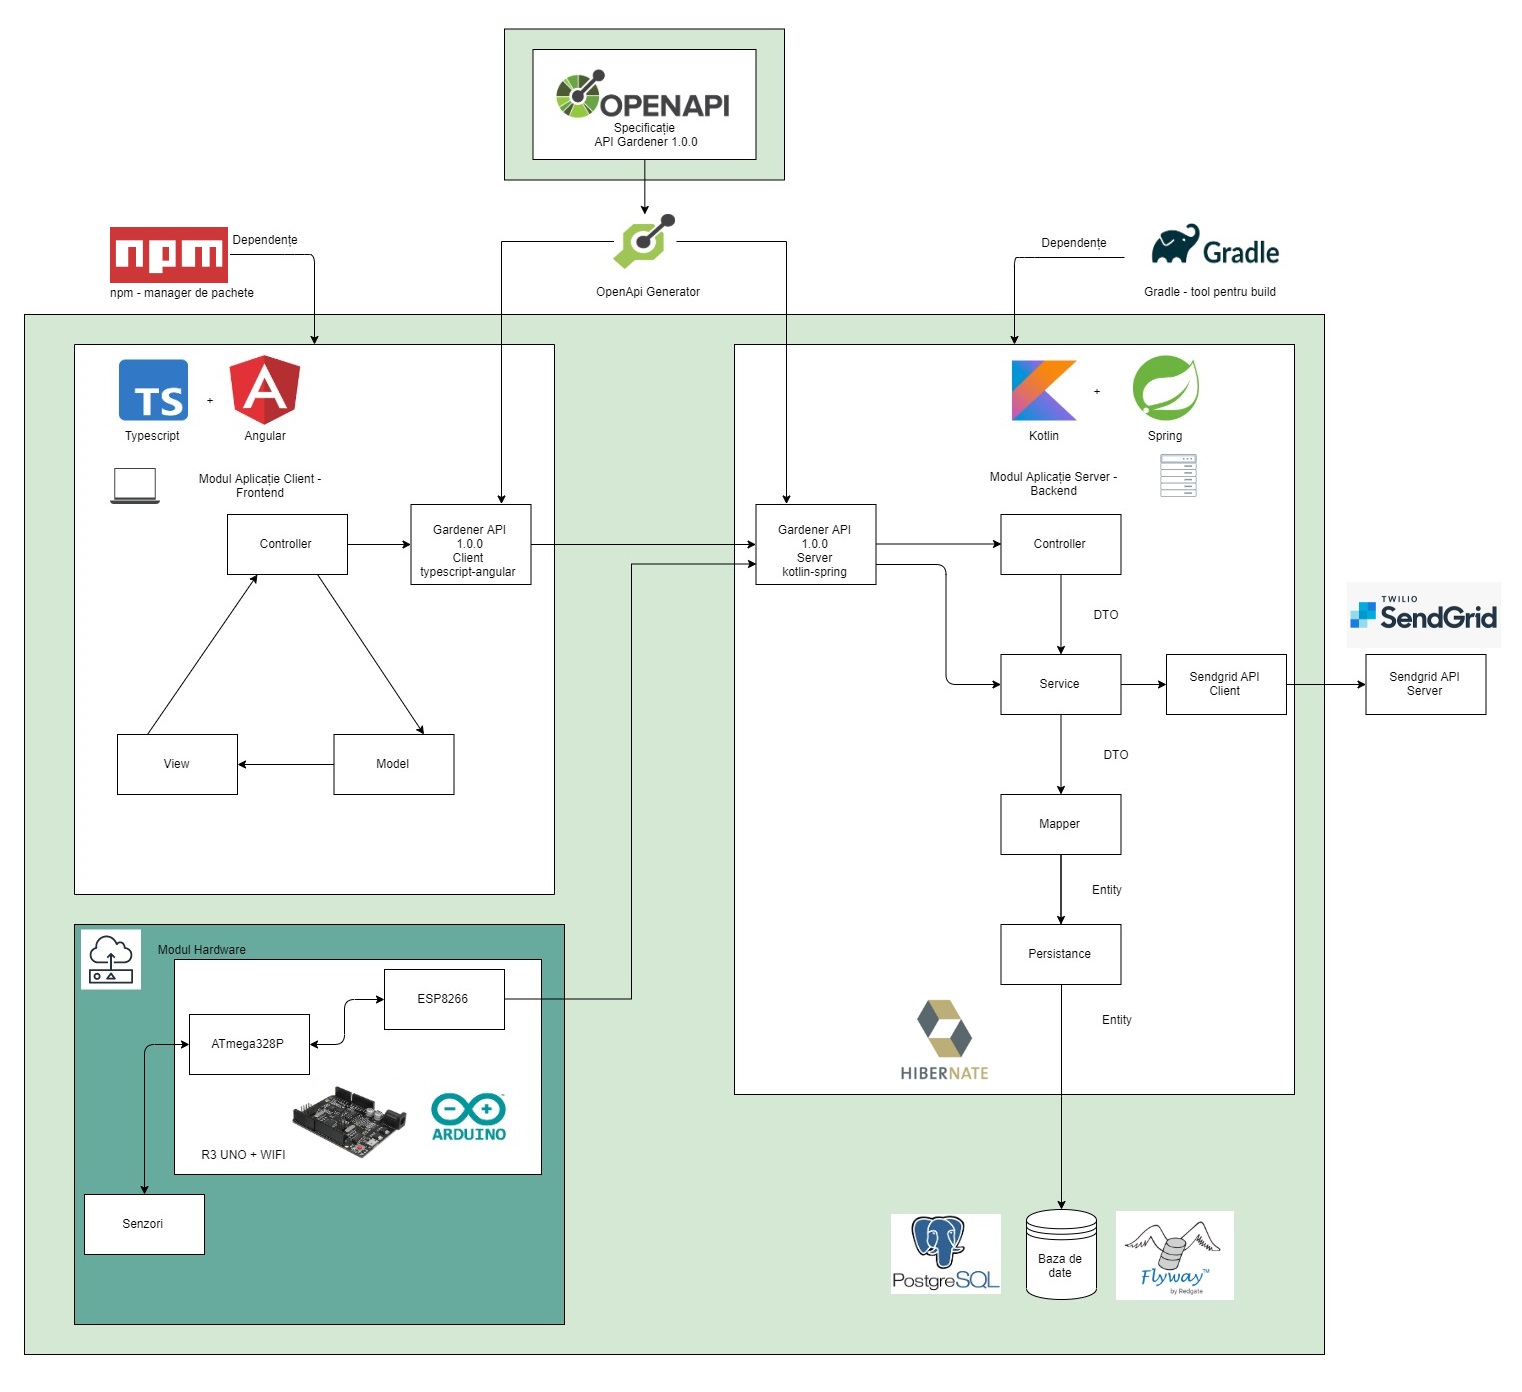 OPENAPI
Specificație
API Gardener 1.0.0
npm
Dependențe
npm - manager de pachete
OpenApi Generator
Dependențe
Gradle
Gradle - tool pentru build
TS
+
Typescript
Angular
Modul Aplicație Client -
Frontend
Controller
Gardener API
1.0.0
Client
typescript-angular
View
Model
+
Kotlin
Spring
Modul Aplicație Server -
Backend
Gardener API
1.0.0
Server
kotlin-spring
Controller
DTO
Service
Sendgrid API
Client
TWILIO
SendGrid
Sendgrid API
Server
DTO
Mapper
Entity
Persistance
Entity
HIBERNATE
Modul Hardware
ESP8266
ATmega328P
ARDUINO
R3 UNO + WIFI
Senzori
PostgreSQL
Baza de
date
Flyway™
by Redgate